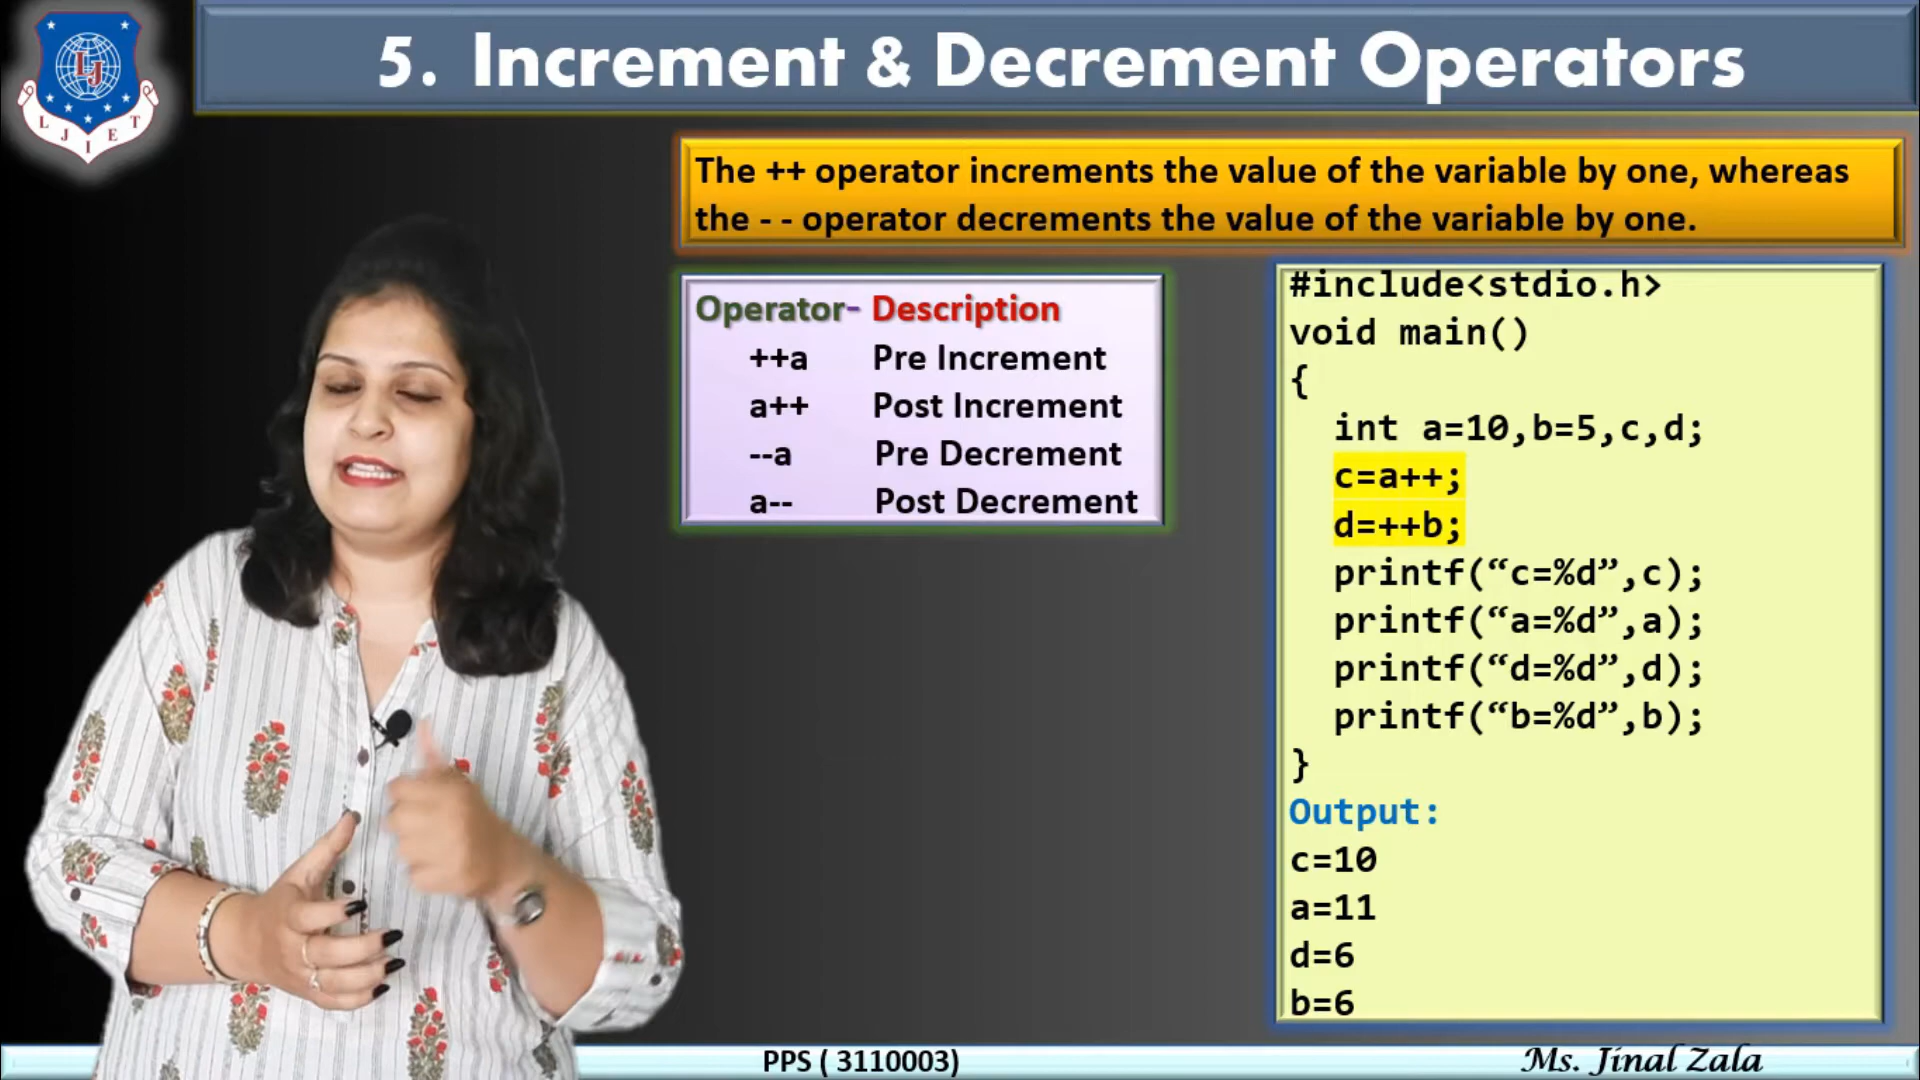 LJIET
LJ
5. Increment & Decrement Operators
The ++ operator increments the value of the variable by one, whereas
the - - operator decrements the value of the variable by one.
Operator- Description
++a Pre Increment
a++ Post Increment
--a Pre Decrement
a-- Post Decrement
#include<stdio.h>
void main()
{
int a=10,b=5,c,d;
c=a++;
d=++b;
printf(“c=%d”,c);
printf(“a=%d”,a);
printf(“d=%d”,d);
printf(“b=%d”,b);
}
Output:
c=10
a=11
d=6
b=6
PPS ( 3110003)
Ms. Jinal Zala